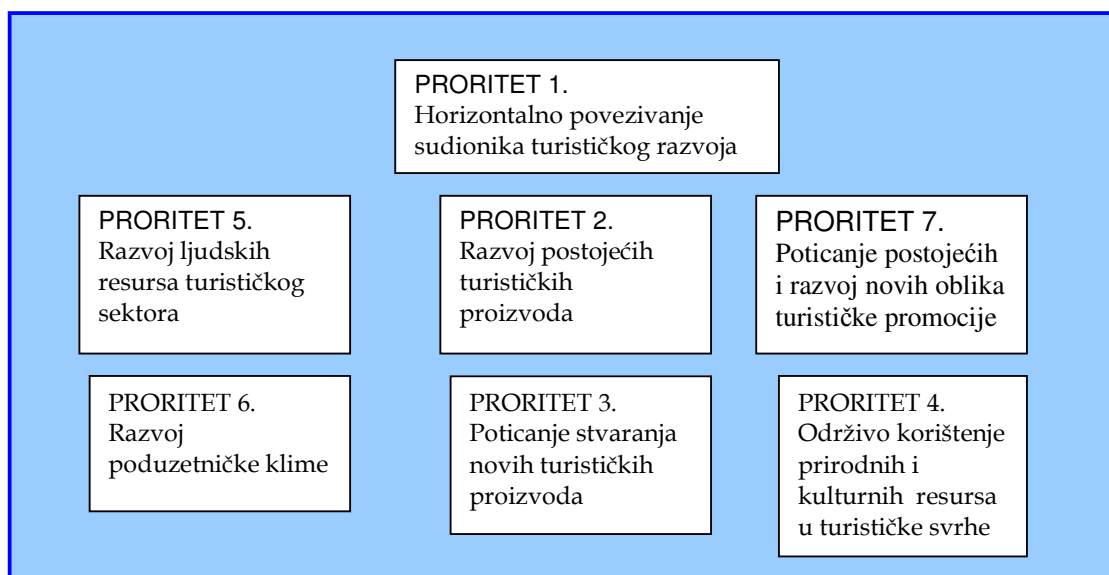 PRORITET 1.
Horizontalno povezivanje
sudionika turističkog razvoja
PRORITET 5.
Razvoj ljudskih
resursa turističkog
sektora
PRORITET 2.
Razvoj postojećih
turističkih
proizvoda
PRORITET 7.
Poticanje postojećih
i razvoj novih oblika
turističke promocije
PRORITET 6.
Razvoj
poduzetničke klime
PRORITET 3.
Poticanje stvaranja
novih turističkih
proizvoda
PRORITET 4.
Održivo korištenje
prirodnih i
kulturnih resursa
u turističke svrhe